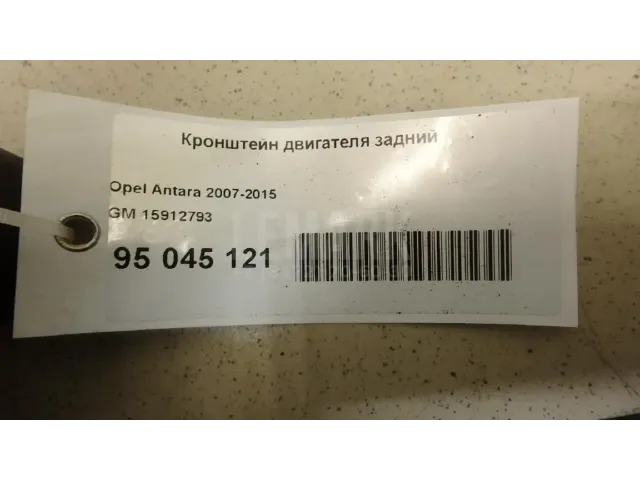 Кронштейн двигателя задний
Opel Antara 2007-2015
GM 15912793
95 045 121